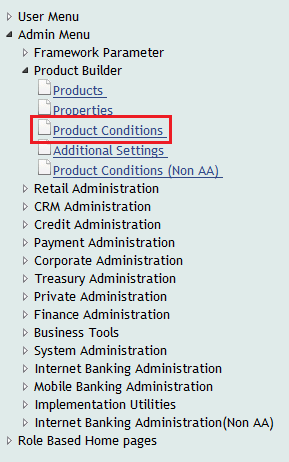 User Menu
Admin Menu
Framework Parameter
Product Builder
Products
Properties
Product Conditions
Additional Settings
Product Conditions (Non AA)
Retail Administration
CRM Administration
Credit Administration
Payment Administration
Corporate Administration
Treasury Administration
Private Administration
Finance Administration
Business Tools
System Administration
Internet Banking Administration
Mobile Banking Administration
Implementation Utilities
Internet Banking Administration(Non AA)
Role Based Home pages